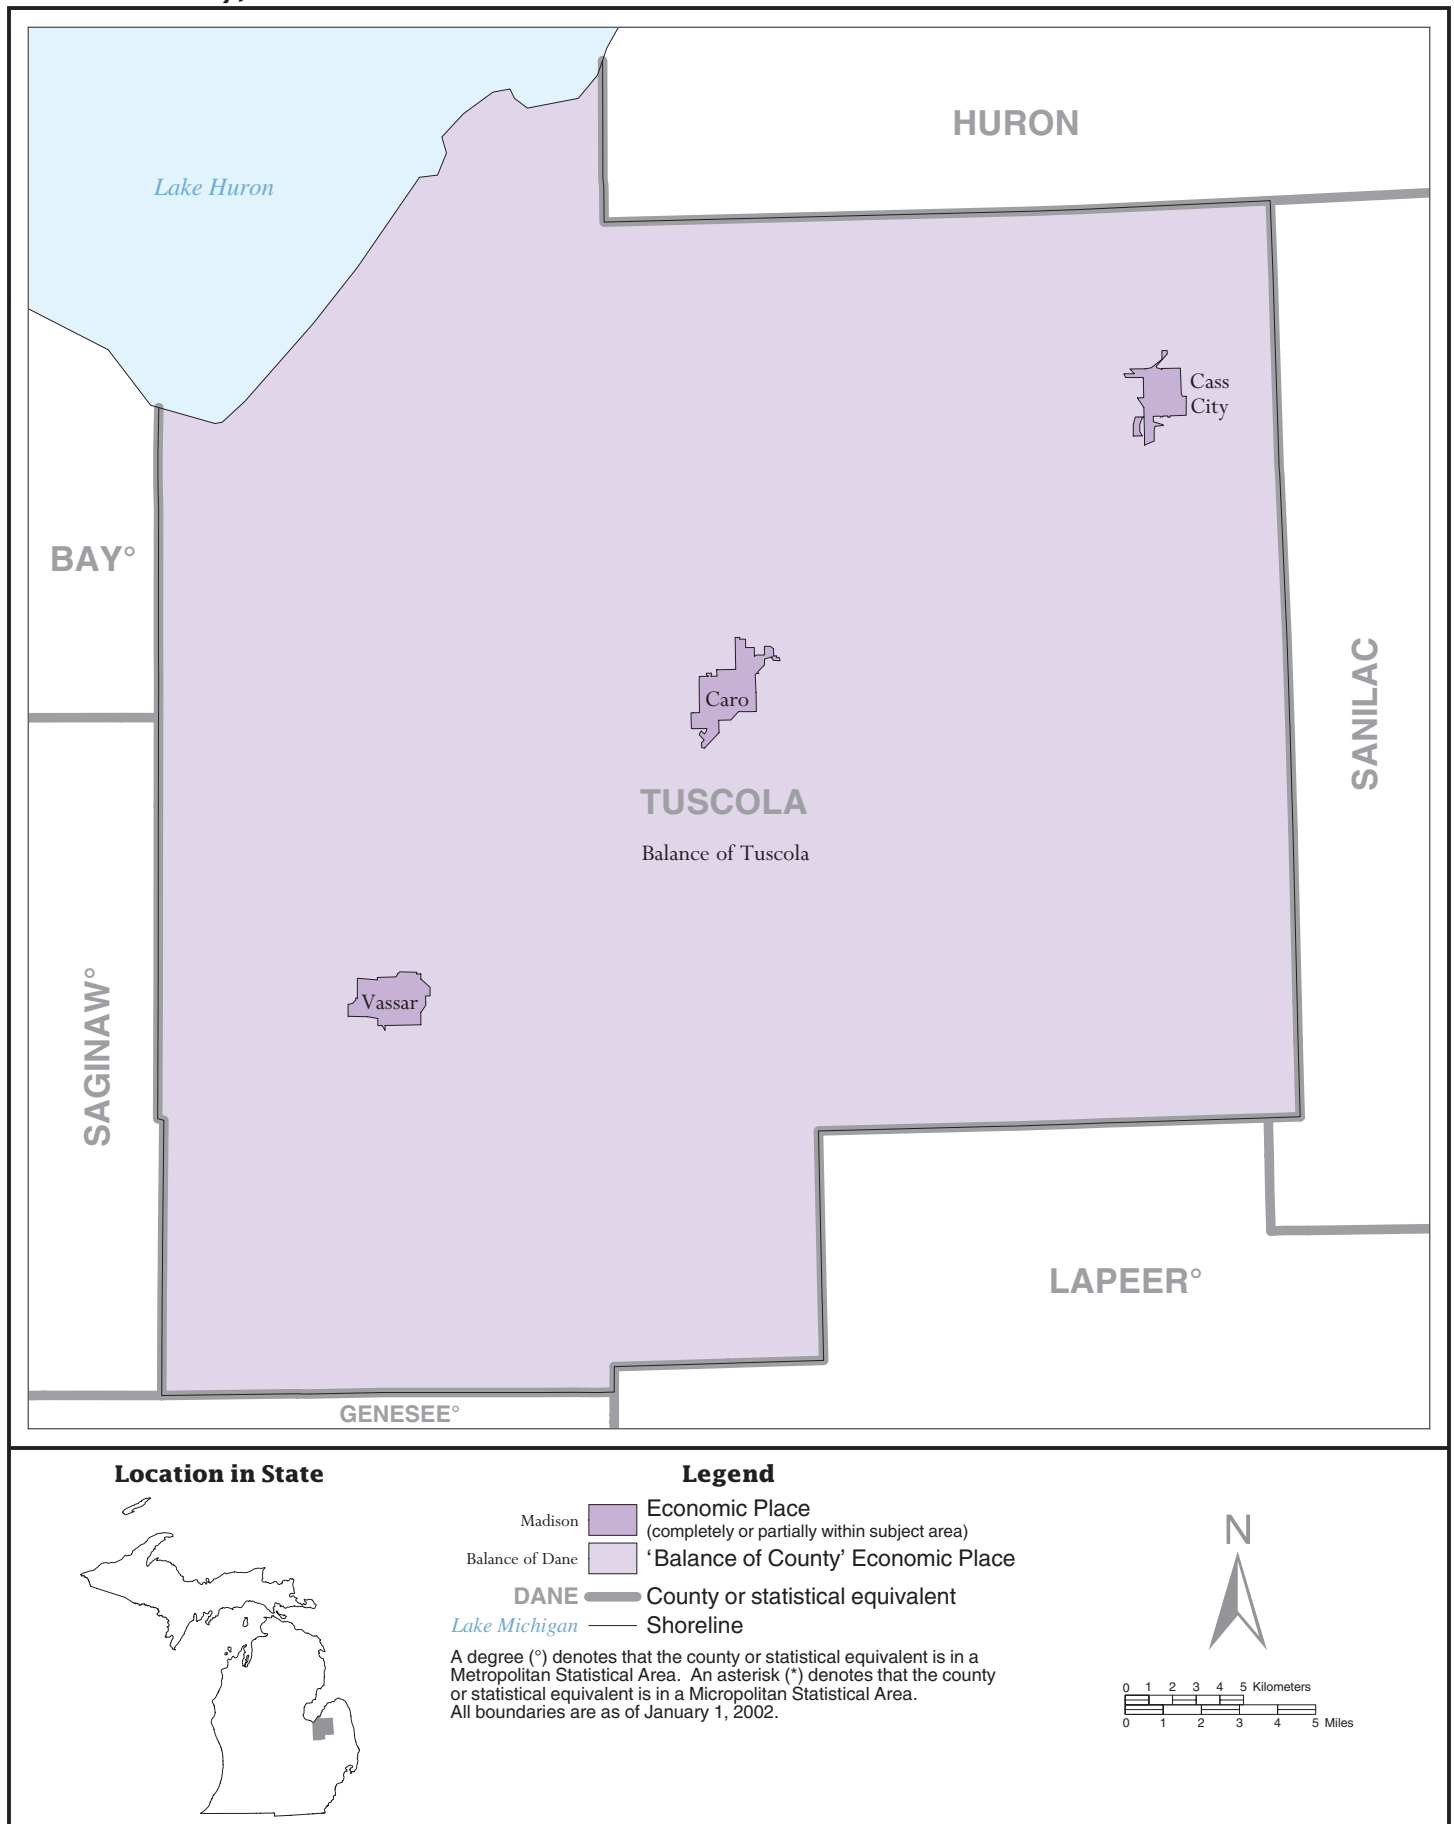 HURON
Lake Huron
Cass
City
BAY°
Caro
SANILAC
TUSCOLA
Balance of Tuscola
SAGINAW°
Vassar
LAPEER°
GENESEE°
Location in State
Legend
Madison
Economic Place
(completely or partially within subject area)
Balance of Dane
‘Balance of County’ Economic Place
DANE
County or statistical equivalent
Lake Michigan
Shoreline
A degree (°) denotes that the county or statistical equivalent is in a
Metropolitan Statistical Area. An asterisk (*) denotes that the county
or statistical equivalent is in a Micropolitan Statistical Area.
All boundaries are as of January 1, 2002.
N
0 1 2 3 4 5 Kilometers
0 1 2 3 4 5 Miles